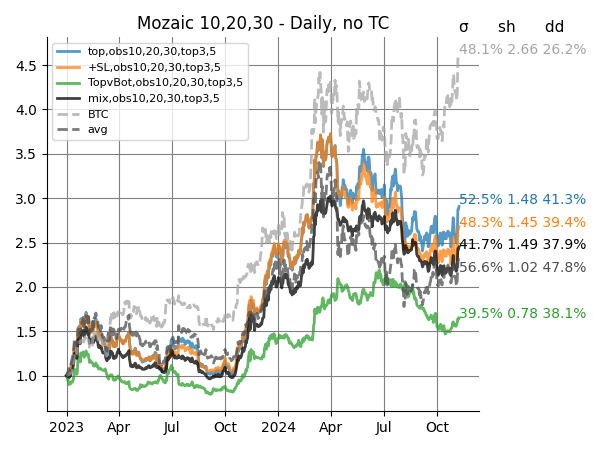 Mozaic 10,20,30 - Daily, no TC
σ sh dd
top,obs10,20,30,top3,5
+SL,obs10,20,30,top3,5
TopvBot,obs10,20,30,top3,5
mix,obs10,20,30,top3,5
BTC
avg
48.1% 2.66 26.2%
52.5% 1.48 41.3%
48.3% 1.45 39.4%
41.7% 1.49 37.9%
56.6% 1.02 47.8%
39.5% 0.78 38.1%
4.5
4.0
3.5
3.0
2.5
2.0
1.5
1.0
2023 Apr Jul Oct 2024 Apr Jul Oct